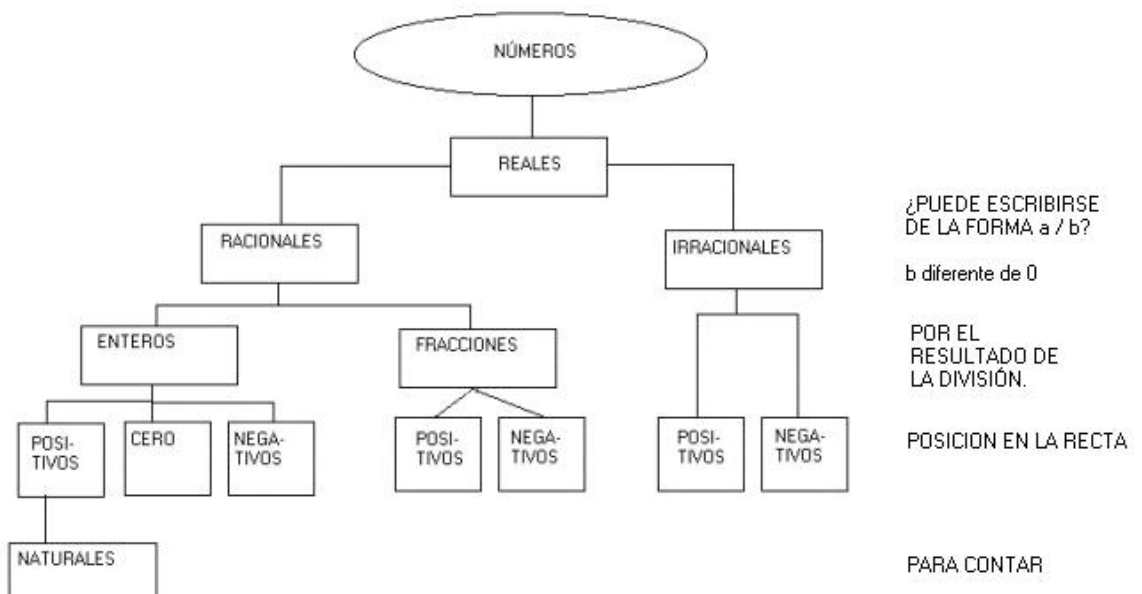 NÚMEROS
REALES
RACIONALES
IRRACIONALES
¿PUEDE ESCRIBIRSE
DE LA FORMA a / b?
b diferente de 0
ENTEROS
FRACCIONES
POR EL
RESULTADO DE
LA DIVISIÓN.
POSI-
TIVOS
CERO
NEGA-
TIVOS
POSI-
TIVOS
NEGA-
TIVOS
POSI-
TIVOS
NEGA-
TIVOS
POSICION EN LA RECTA
NATURALES
PARA CONTAR